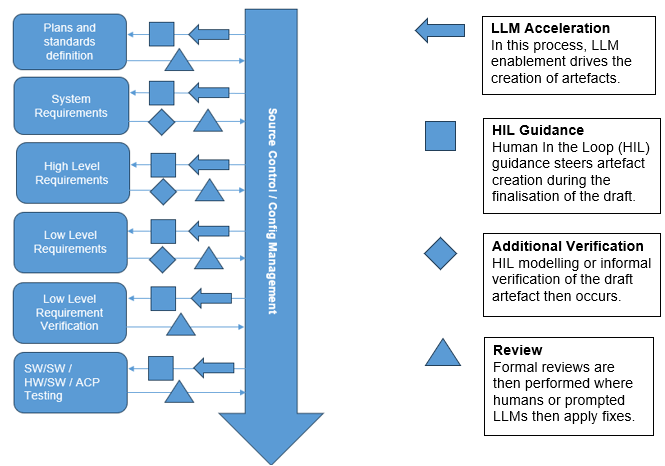 Plans and
standards
definition
System
Requirements
High Level
Requirements
Low Level
Requirements
Low Level
Requirement
Verification
SW/SW /
HW/SW / ACP
Testing
Source Control / Config Management
LLM Acceleration
In this process, LLM
enablement drives the
creation of artefacts.
HIL Guidance
Human In the Loop (HIL)
guidance steers artefact
creation during the
finalisation of the draft.
Additional Verification
HIL modelling or informal
verification of the draft
artefact then occurs.
Review
Formal reviews are
then performed where
humans or prompted
LLMs then apply fixes.